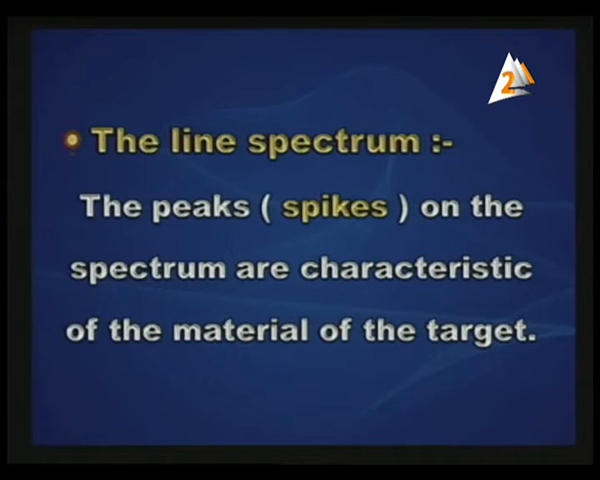 2
The line spectrum :-
The peaks ( spikes ) on the
spectrum are characteristic
of the material of the target.